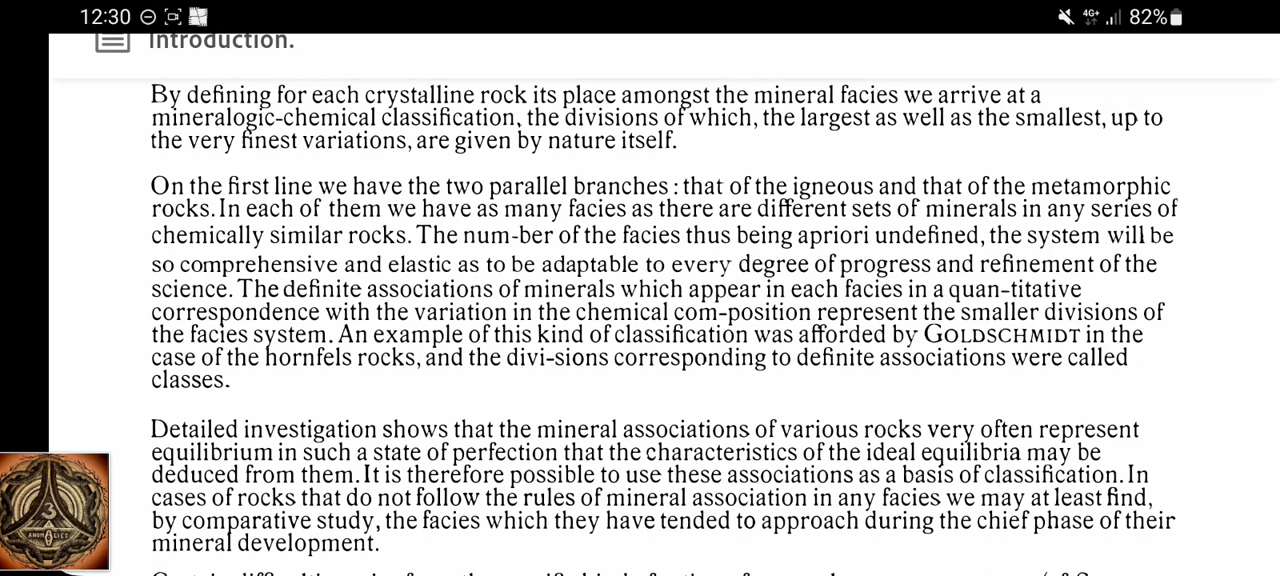 12:30
4G+ 82%
Introduction.
By defining for each crystalline rock its place amongst the mineral facies we arrive at a
mineralogic-chemical classification, the divisions of which, the largest as well as the smallest, up to
the very finest variations, are given by nature itself.
On the first line we have the two parallel branches : that of the igneous and that of the metamorphic
rocks. In each of them we have as many facies as there are different sets of minerals in any series of
chemically similar rocks. The num-ber of the facies thus being apriori undefined, the system will be
so comprehensive and elastic as to be adaptable to every degree of progress and refinement of the
science. The definite associations of minerals which appear in each facies in a quan-titative
correspondence with the variation in the chemical com-position represent the smaller divisions of
the facies system. An example of this kind of classification was afforded by GOLDSCHMIDT in the
case of the hornfels rocks, and the divi-sions corresponding to definite associations were called
classes.
Detailed investigation shows that the mineral associations of various rocks very often represent
equilibrium in such a state of perfection that the characteristics of the ideal equilibria may be
deduced from them. It is therefore possible to use these associations as a basis of classification. In
cases of rocks that do not follow the rules of mineral association in any facies we may at least find,
by comparative study, the facies which they have tended to approach during the chief phase of their
mineral development.
3